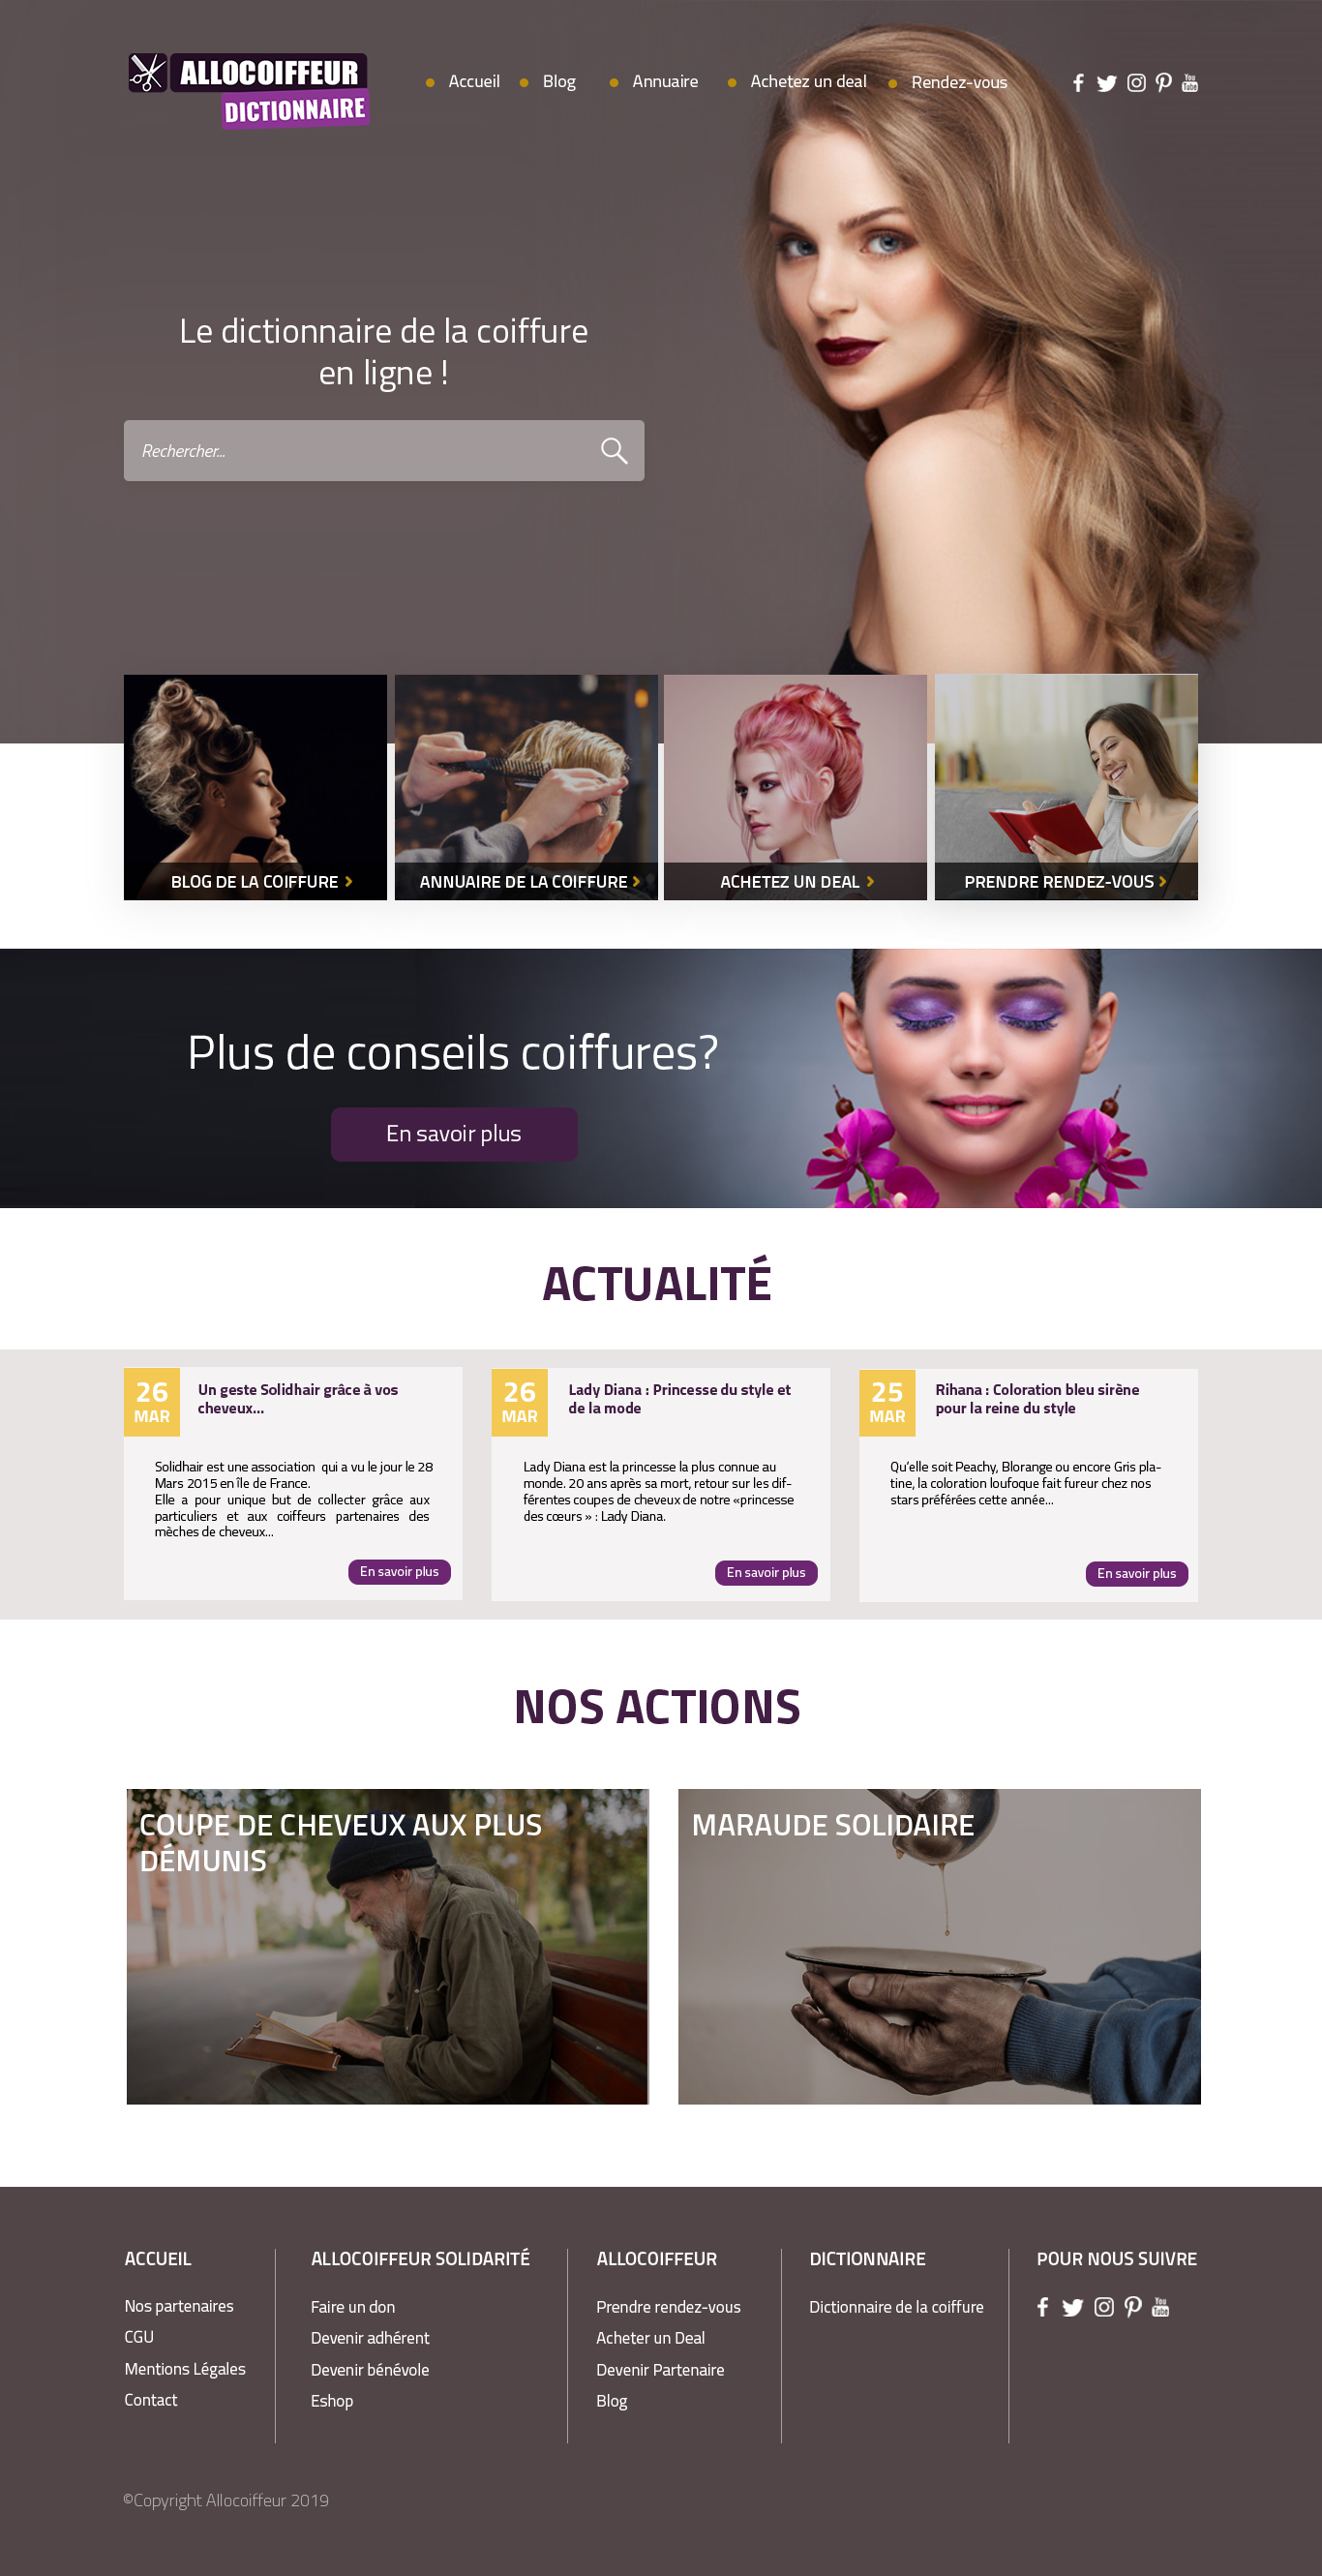 ALLOCOIFFEUR
DICTIONNAIRE
Accueil
Blog
Annuaire
Achetez un deal
Rendez-vous
Le dictionnaire de la coiffure
en ligne !
Rechercher...
BLOG DE LA COIFFURE
ANNUAIRE DE LA COIFFURE
ACHETEZ UN DEAL
PRENDRE RENDEZ-VOUS
Plus de conseils coiffures?
En savoir plus
ACTUALITÉ
26
MAR
Un geste Solidhair grâce à vos
cheveux...
Solidhair est une association qui a vu le jour le 28
Mars 2015 en île de France.
Elle a pour unique but de collecter grâce aux
particuliers et aux coiffeurs partenaires des
mèches de cheveux...
En savoir plus
26
MAR
Lady Diana : Princesse du style et
de la mode
Lady Diana est la princesse la plus connue au
monde. 20 ans après sa mort, retour sur les dif-
férentes coupes de cheveux de notre «princesse
des cœurs » : Lady Diana.
En savoir plus
25
MAR
Rihana : Coloration bleu sirène
pour la reine du style
Qu’elle soit Peachy, Blorange ou encore Gris pla-
tine, la coloration loufoque fait fureur chez nos
stars préférées cette année...
En savoir plus
NOS ACTIONS
COUPE DE CHEVEUX AUX PLUS
DÉMUNIS
MARAUDE SOLIDAIRE
ACCUEIL
Nos partenaires
CGU
Mentions Légales
Contact
ALLOCOIFFEUR SOLIDARITÉ
Faire un don
Devenir adhérent
Devenir bénévole
Eshop
ALLOCOIFFEUR
Prendre rendez-vous
Acheter un Deal
Devenir Partenaire
Blog
DICTIONNAIRE
Dictionnaire de la coiffure
POUR NOUS SUIVRE
You
Tube
©Copyright Allocoiffeur 2019